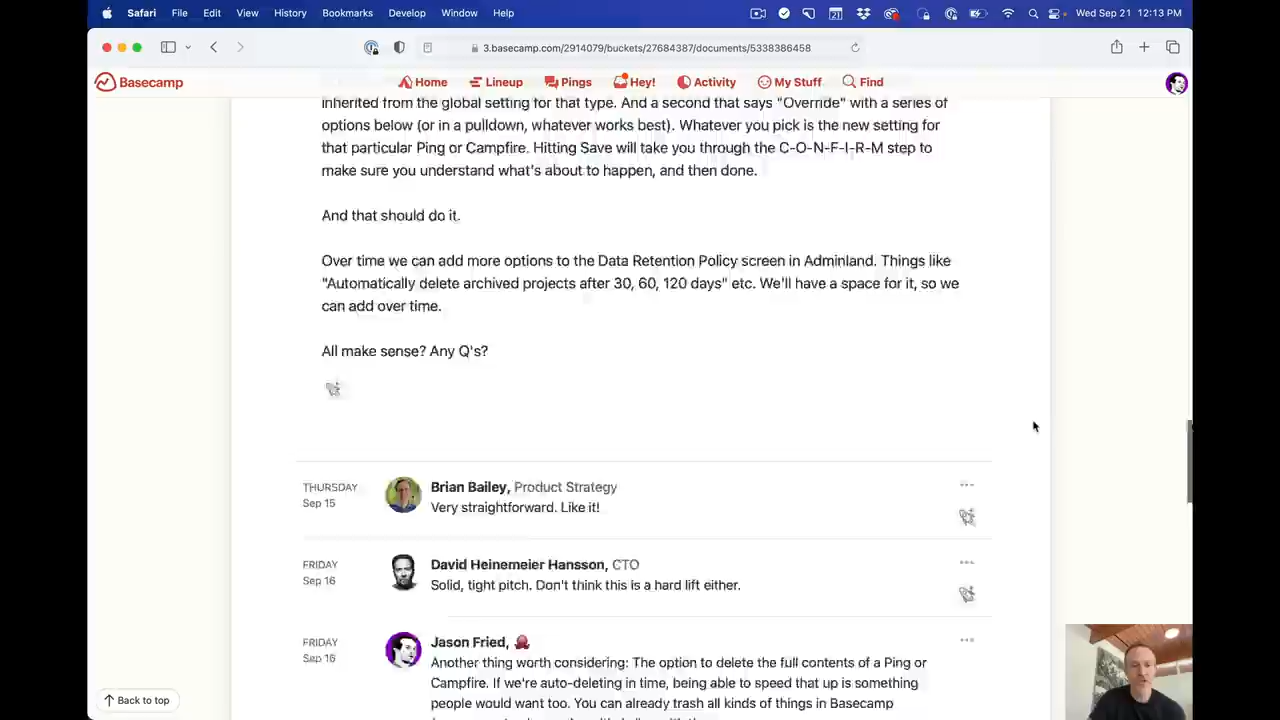 Safari File Edit View History Bookmarks Develop Window Help
21
Wed Sep 21 12:13 PM
3.basecamp.com/2914079/buckets/27684387/documents/5338386458
Basecamp
Home Lineup Pings Hey! Activity My Stuff Find
inherited from the global setting for that type. And a second that says "Override" with a series of
options below (or in a pulldown, whatever works best). Whatever you pick is the new setting for
that particular Ping or Campfire. Hitting Save will take you through the C-O-N-F-I-R-M step to
make sure you understand what's about to happen, and then done.
And that should do it.
Over time we can add more options to the Data Retention Policy screen in Adminland. Things like
"Automatically delete archived projects after 30, 60, 120 days" etc. We'll have a space for it, so we
can add over time.
All make sense? Any Q's?
THURSDAY
Sep 15
Brian Bailey, Product Strategy
Very straightforward. Like it!
FRIDAY
Sep 16
David Heinemeier Hansson, CTO
Solid, tight pitch. Don't think this is a hard lift either.
FRIDAY
Sep 16
Jason Fried,
Another thing worth considering: The option to delete the full contents of a Ping or
Campfire. If we're auto-deleting in time, being able to speed that up is something
people would want too. You can already trash all kinds of things in Basecamp
Back to top